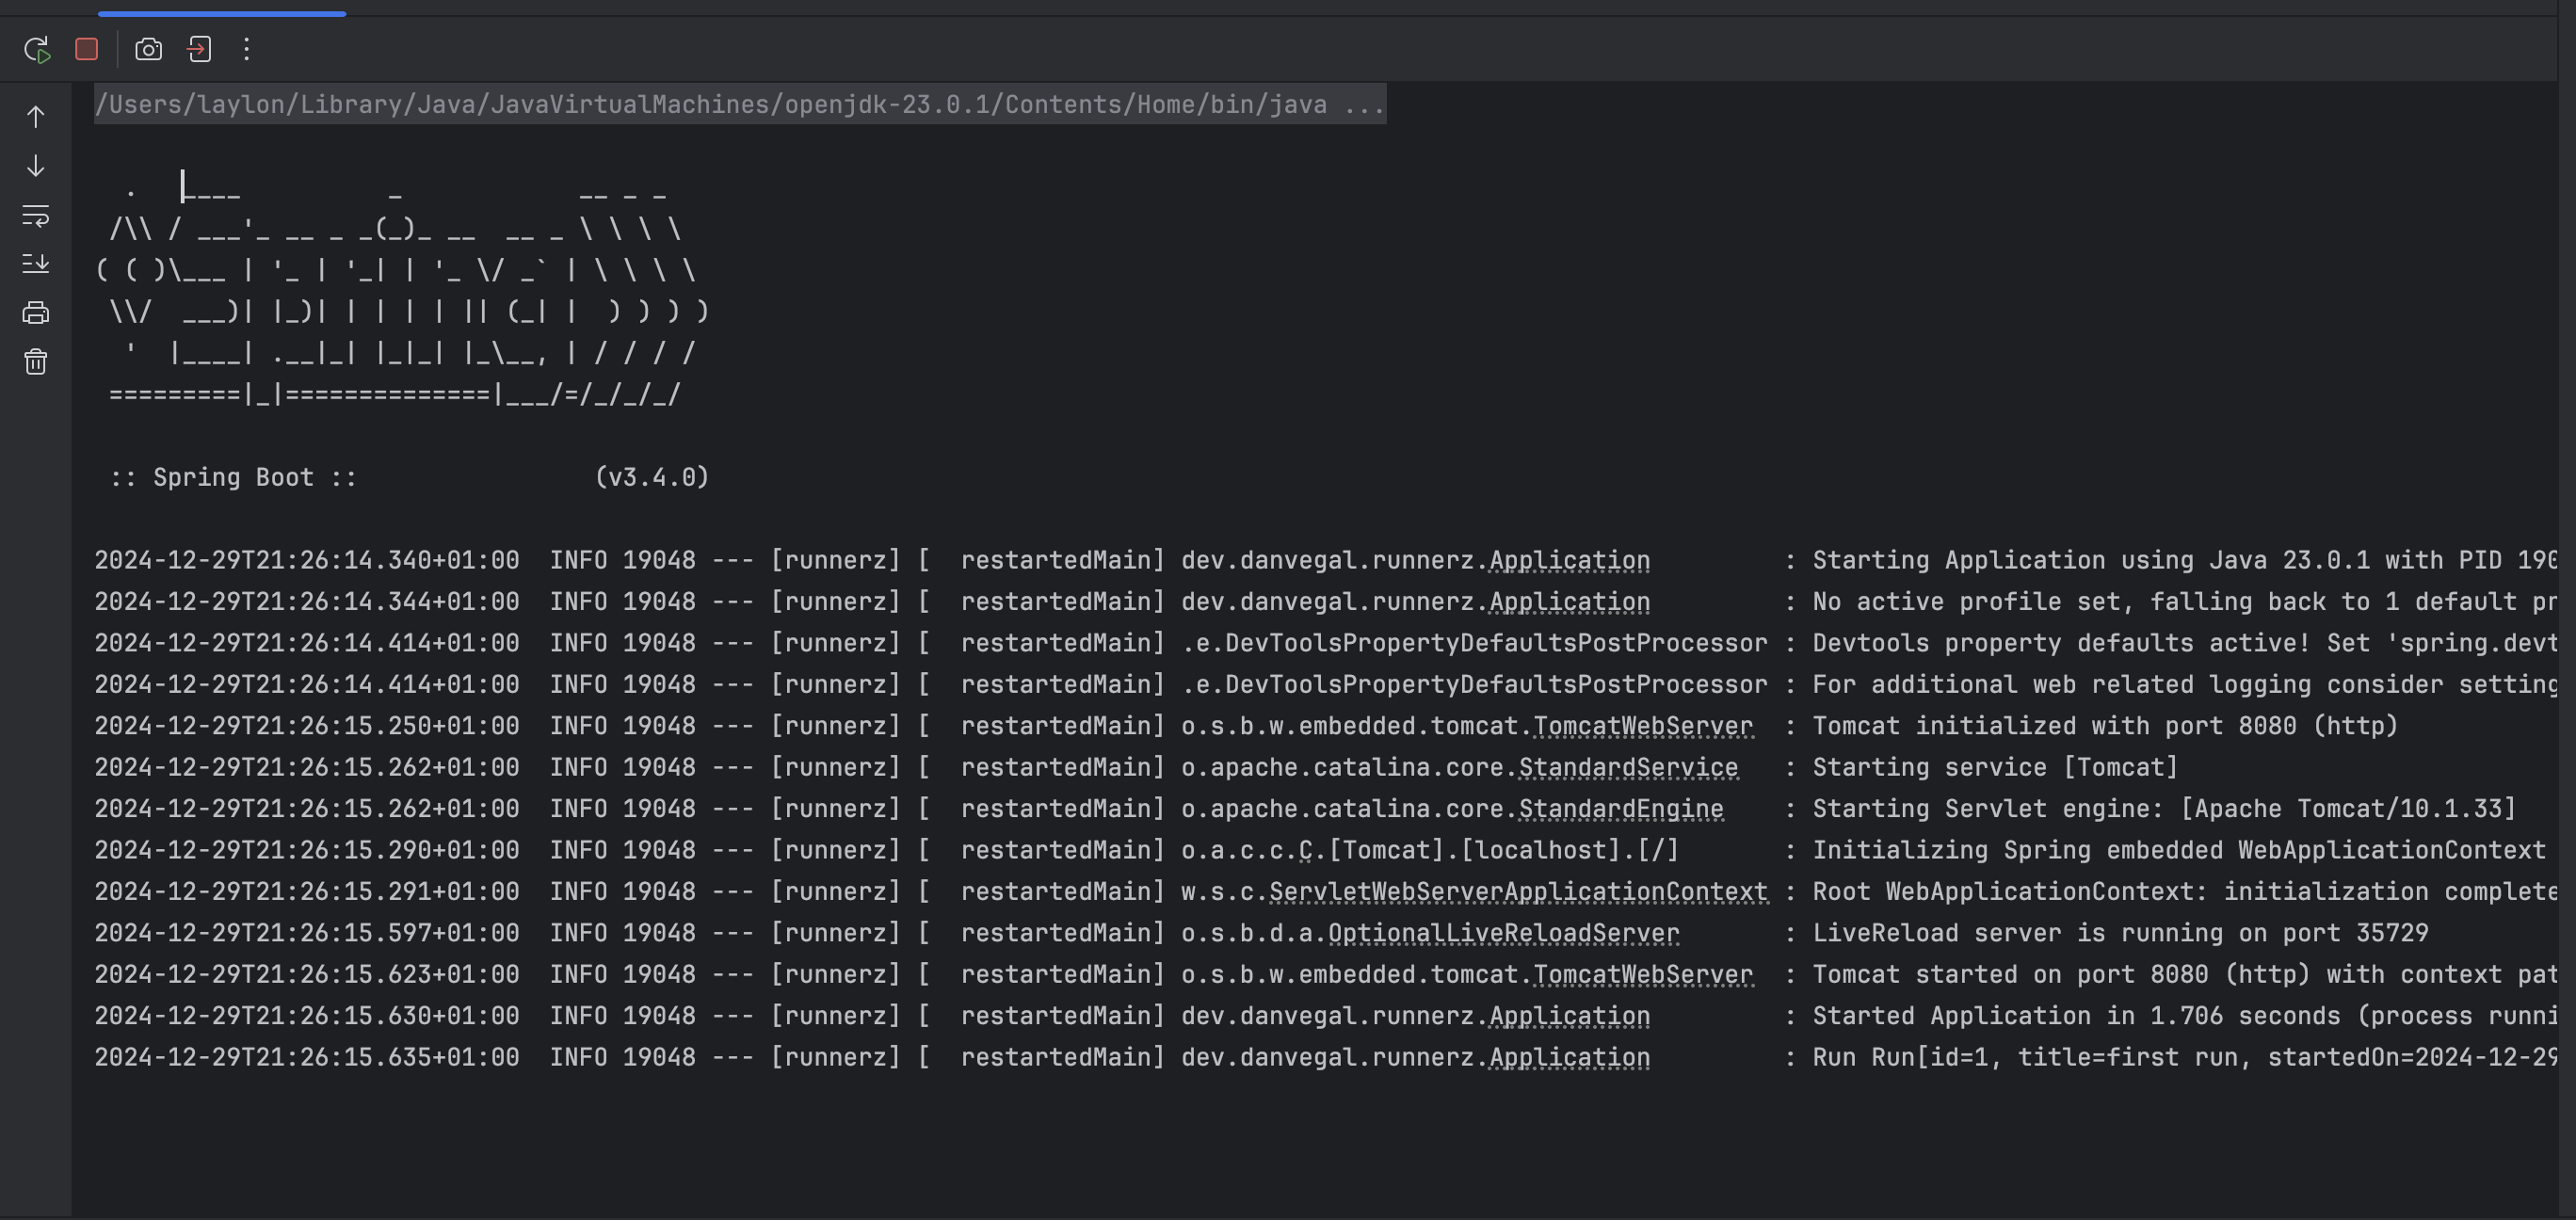 /Users/laylon/Library/Java/JavaVirtualMachines/openjdk-23.0.1/Contents/Home/bin/java ...
  .   ____          _            __ _ _
 /\\ / ___'_ __ _ _(_)_ __  __ _ \ \ \ \
( ( )\___ | '_ | '_| | '_ \/ _` | \ \ \ \
 \\/  ___)| |_)| | | | | || (_| |  ) ) ) )
  '  |____| .__|_| |_|_| |_\__, | / / / /
 =========|_|==============|___/=/_/_/_/
 :: Spring Boot ::                (v3.4.0)
2024-12-29T21:26:14.340+01:00  INFO 19048 --- [runnerz] [  restartedMain] dev.danvegal.runnerz.Application         : Starting Application using Java 23.0.1 with PID 190
2024-12-29T21:26:14.344+01:00  INFO 19048 --- [runnerz] [  restartedMain] dev.danvegal.runnerz.Application         : No active profile set, falling back to 1 default pr
2024-12-29T21:26:14.414+01:00  INFO 19048 --- [runnerz] [  restartedMain] .e.DevToolsPropertyDefaultsPostProcessor : Devtools property defaults active! Set 'spring.devt
2024-12-29T21:26:14.414+01:00  INFO 19048 --- [runnerz] [  restartedMain] .e.DevToolsPropertyDefaultsPostProcessor : For additional web related logging consider setting
2024-12-29T21:26:15.250+01:00  INFO 19048 --- [runnerz] [  restartedMain] o.s.b.w.embedded.tomcat.TomcatWebServer  : Tomcat initialized with port 8080 (http)
2024-12-29T21:26:15.262+01:00  INFO 19048 --- [runnerz] [  restartedMain] o.apache.catalina.core.StandardService   : Starting service [Tomcat]
2024-12-29T21:26:15.262+01:00  INFO 19048 --- [runnerz] [  restartedMain] o.apache.catalina.core.StandardEngine    : Starting Servlet engine: [Apache Tomcat/10.1.33]
2024-12-29T21:26:15.290+01:00  INFO 19048 --- [runnerz] [  restartedMain] o.a.c.c.C.[Tomcat].[localhost].[/]       : Initializing Spring embedded WebApplicationContext
2024-12-29T21:26:15.291+01:00  INFO 19048 --- [runnerz] [  restartedMain] w.s.c.ServletWebServerApplicationContext : Root WebApplicationContext: initialization complete
2024-12-29T21:26:15.597+01:00  INFO 19048 --- [runnerz] [  restartedMain] o.s.b.d.a.OptionalLiveReloadServer       : LiveReload server is running on port 35729
2024-12-29T21:26:15.623+01:00  INFO 19048 --- [runnerz] [  restartedMain] o.s.b.w.embedded.tomcat.TomcatWebServer  : Tomcat started on port 8080 (http) with context pat
2024-12-29T21:26:15.630+01:00  INFO 19048 --- [runnerz] [  restartedMain] dev.danvegal.runnerz.Application         : Started Application in 1.706 seconds (process runni
2024-12-29T21:26:15.635+01:00  INFO 19048 --- [runnerz] [  restartedMain] dev.danvegal.runnerz.Application         : Run Run[id=1, title=first run, startedOn=2024-12-29